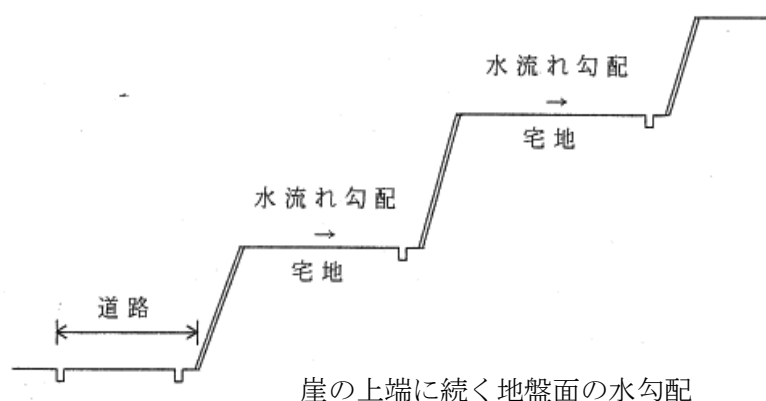 水流れ勾配
→
宅地
水流れ勾配
→
宅地
道路
崖の上端に続く地盤面の水勾配